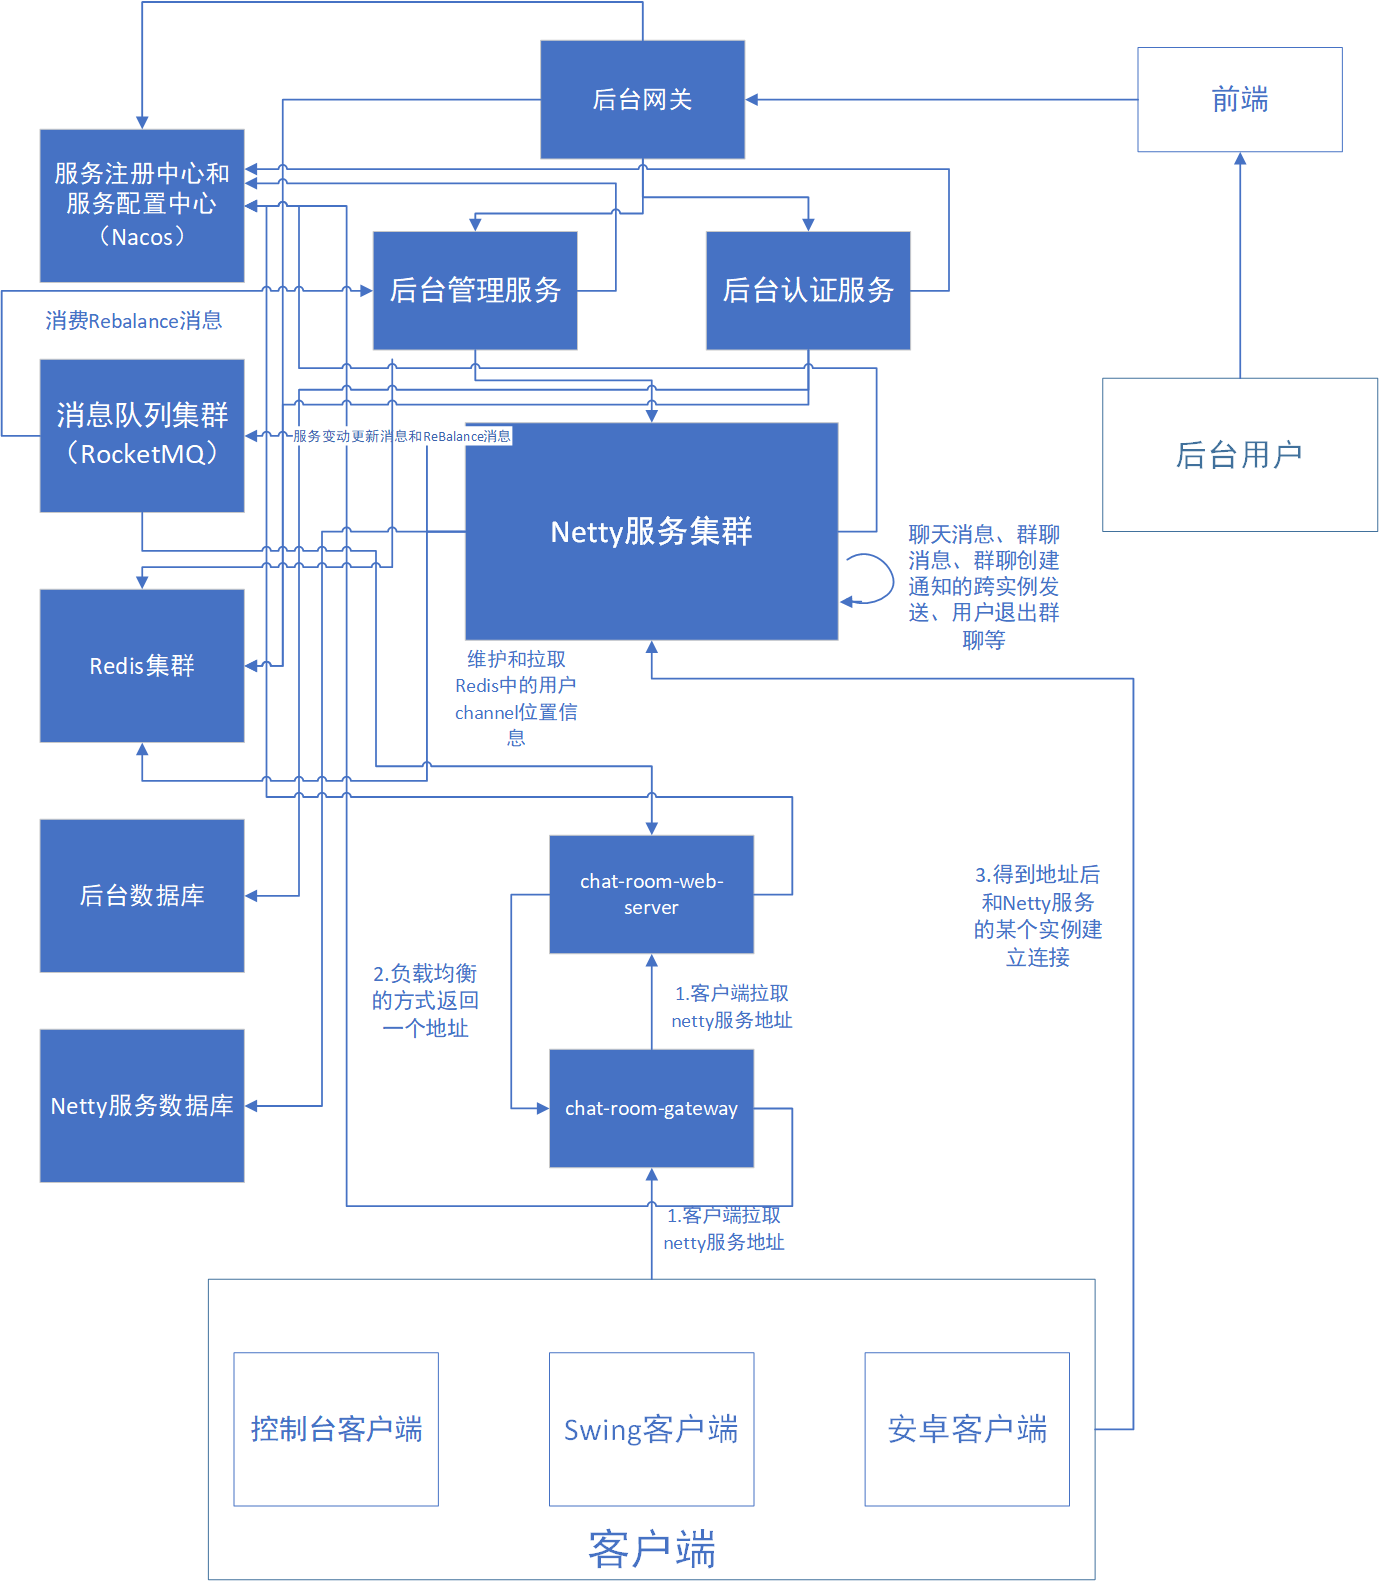 后台网关
前端
服务注册中心和
服务配置中心
（Nacos）
后台管理服务
后台认证服务
消费Rebalance消息
消息队列集群
（RocketMQ）
服务变动更新消息和ReBalance消息
后台用户
Netty服务集群
聊天消息、群聊
消息、群聊创建
通知的跨实例发
送、用户退出群
聊等
Redis集群
维护和拉取
Redis中的用户
channel位置信
息
后台数据库
chat-room-web-
server
3.得到地址后
和Netty服务
的某个实例建
立连接
2.负载均衡
的方式返回
一个地址
1.客户端拉取
netty服务地址
Netty服务数据库
chat-room-gateway
1.客户端拉取
netty服务地址
控制台客户端
Swing客户端
安卓客户端
客户端